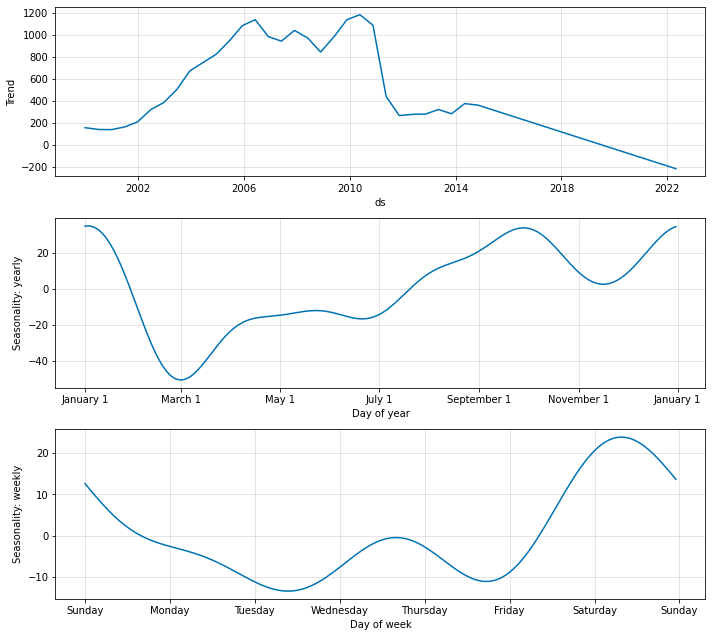 1200
1000
800
600
400
200
0
−200
Trend
2002 2006 2010 2014 2018 2022
ds
20
0
−20
−40
Seasonality: yearly
January 1 March 1 May 1 July 1 September 1 November 1 January 1
Day of year
20
10
0
−10
Seasonality: weekly
Sunday Monday Tuesday Wednesday Thursday Friday Saturday Sunday
Day of week